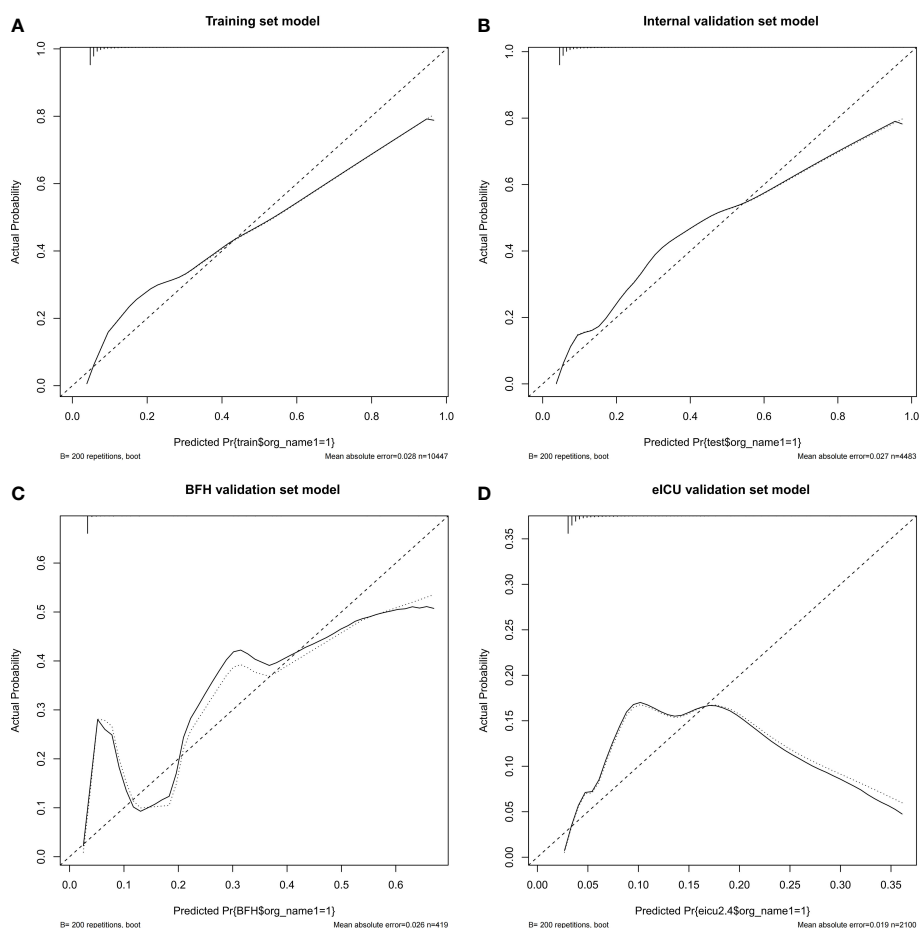 A
Training set model
Actual Probability
0.0 0.2 0.4 0.6 0.8 1.0
0.0 0.2 0.4 0.6 0.8 1.0
Predicted Pr{train$org_name1=1}
B= 200 repetitions, boot
Mean absolute error=0.028 n=10447
B
Internal validation set model
Actual Probability
0.0 0.2 0.4 0.6 0.8 1.0
0.0 0.2 0.4 0.6 0.8 1.0
Predicted Pr{test$org_name1=1}
B= 200 repetitions, boot
Mean absolute error=0.027 n=4483
C
BFH validation set model
Actual Probability
0.0 0.1 0.2 0.3 0.4 0.5 0.6
0.0 0.1 0.2 0.3 0.4 0.5 0.6
Predicted Pr{BFH$org_name1=1}
B= 200 repetitions, boot
Mean absolute error=0.026 n=419
D
eICU validation set model
Actual Probability
0.00 0.05 0.10 0.15 0.20 0.25 0.30 0.35
0.00 0.05 0.10 0.15 0.20 0.25 0.30 0.35
Predicted Pr{eicu2.4$org_name1=1}
B= 200 repetitions, boot
Mean absolute error=0.019 n=2100